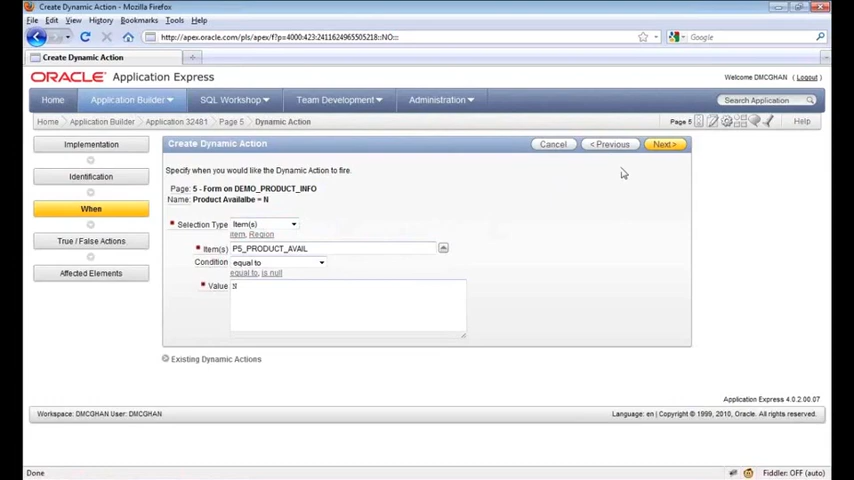 Create Dynamic Action - Mozilla Firefox
File Edit View History Bookmarks Tools Help
http://apex.oracle.com/pls/apex/f?p=4000:423:2411624965505218::NO:::
Google
Create Dynamic Action
ORACLE Application Express
Welcome DMCGHAN (Logout)
Home Application Builder SQL Workshop Team Development Administration
Search Application
Home Application Builder Application 32481 Page 5 Dynamic Action
Page 5
Help
Implementation
Identification
When
True / False Actions
Affected Elements
Create Dynamic Action
Cancel < Previous Next >
Specify when you would like the Dynamic Action to fire.
Page: 5 - Form on DEMO_PRODUCT_INFO
Name: Product Availalbe = N
* Selection Type Item(s)
Item, Region
* Item(s) P5_PRODUCT_AVAIL
Condition equal to
equal to, is null
* Value N
Existing Dynamic Actions
Application Express 4.0.2.00.07
Workspace: DMCGHAN User: DMCGHAN
Language: en | Copyright © 1999, 2010, Oracle. All rights reserved.
Done
Fiddler: OFF (auto)